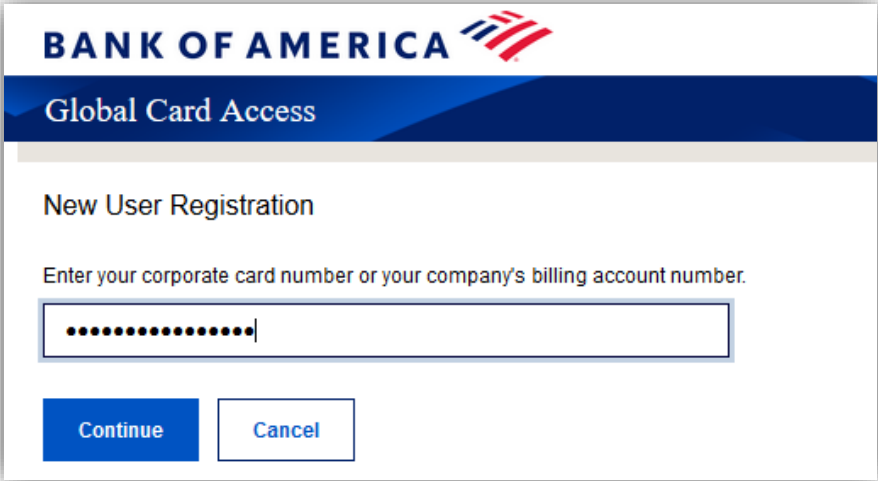 BANK OF AMERICA
Global Card Access
New User Registration
Enter your corporate card number or your company's billing account number.
••••••••••••••••
Continue
Cancel